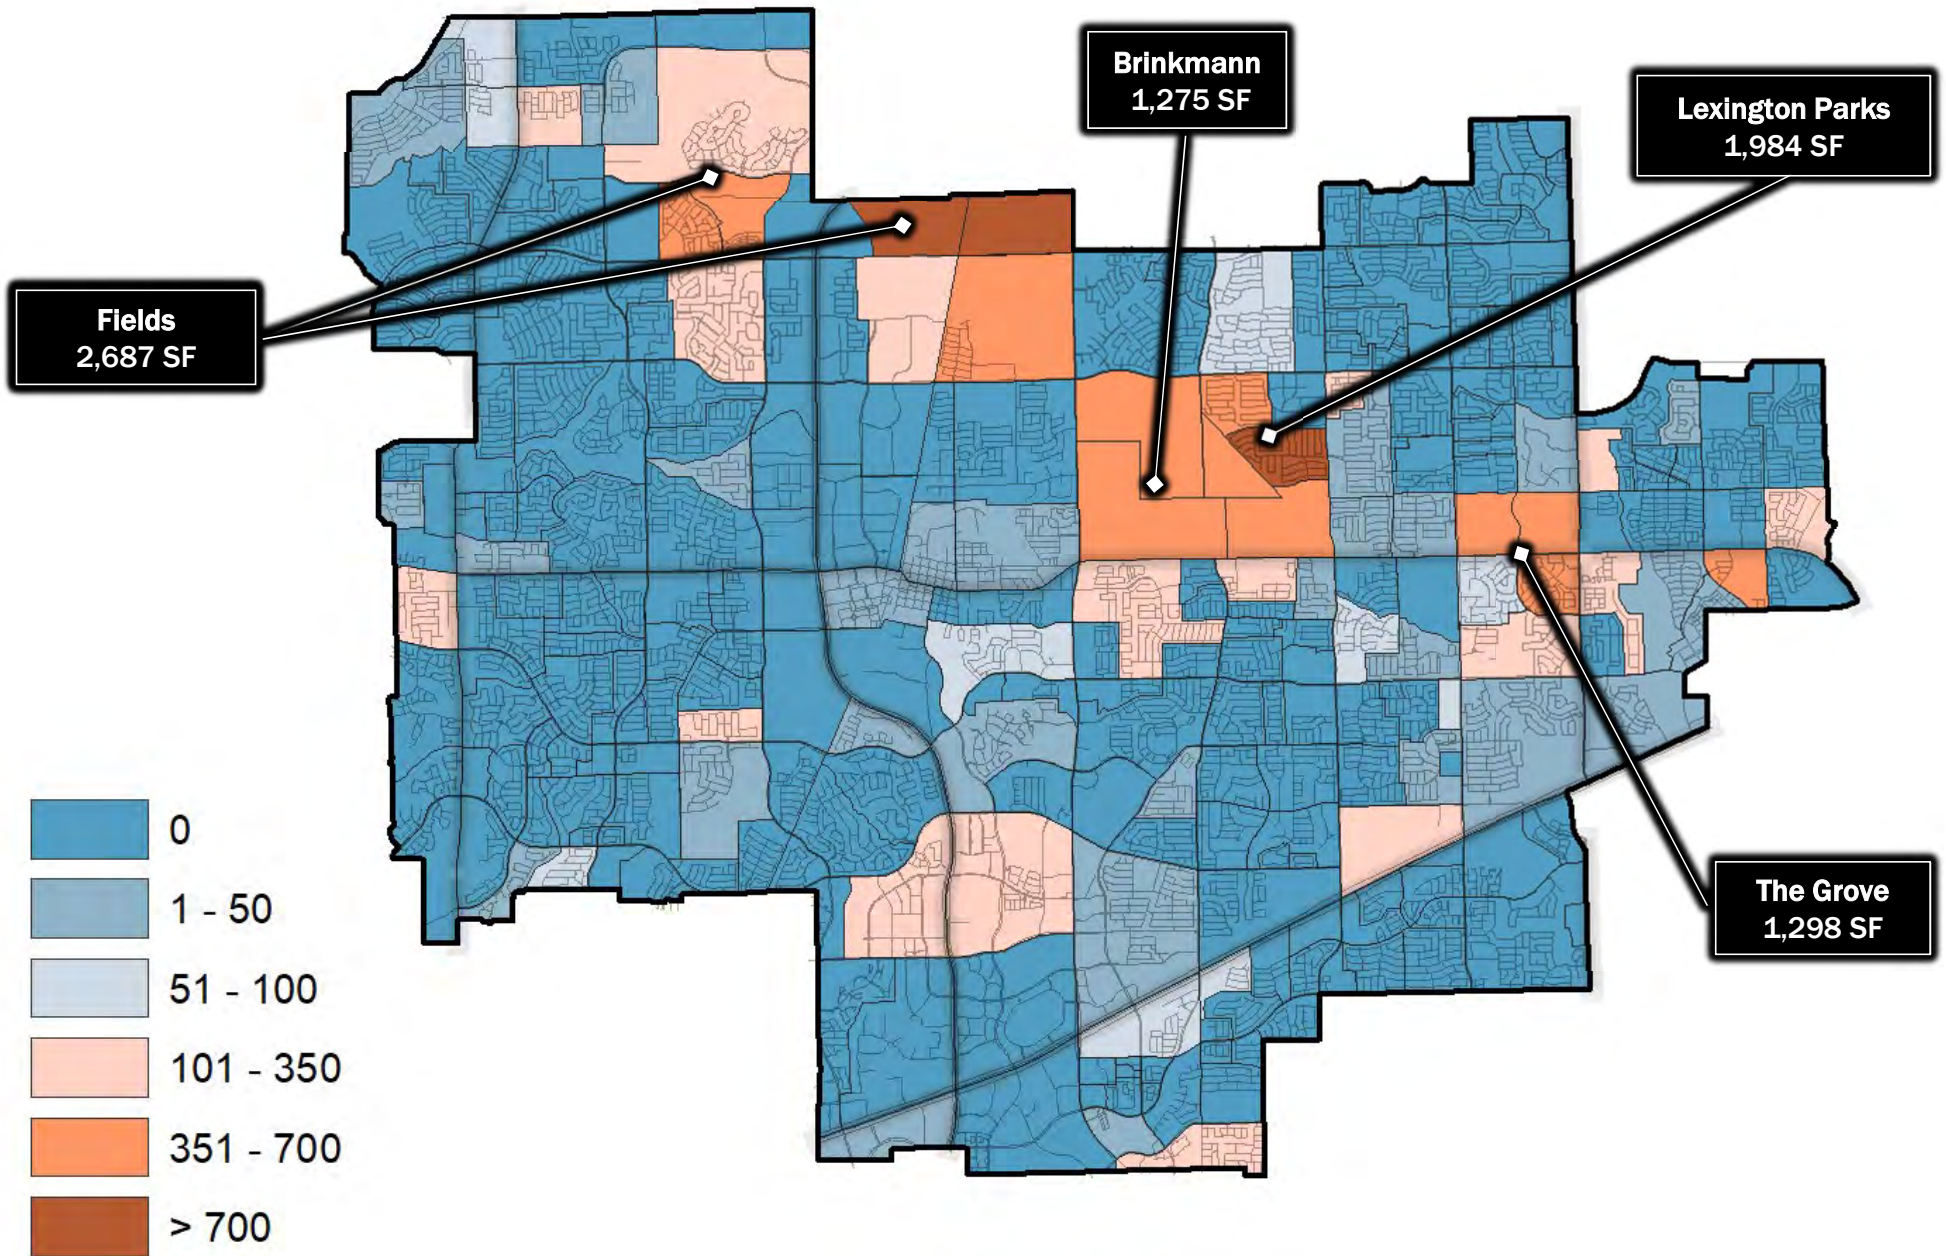 Brinkmann
1,275 SF
Lexington Parks
1,984 SF
Fields
2,687 SF
The Grove
1,298 SF
0
1 - 50
51 - 100
101 - 350
351 - 700
> 700